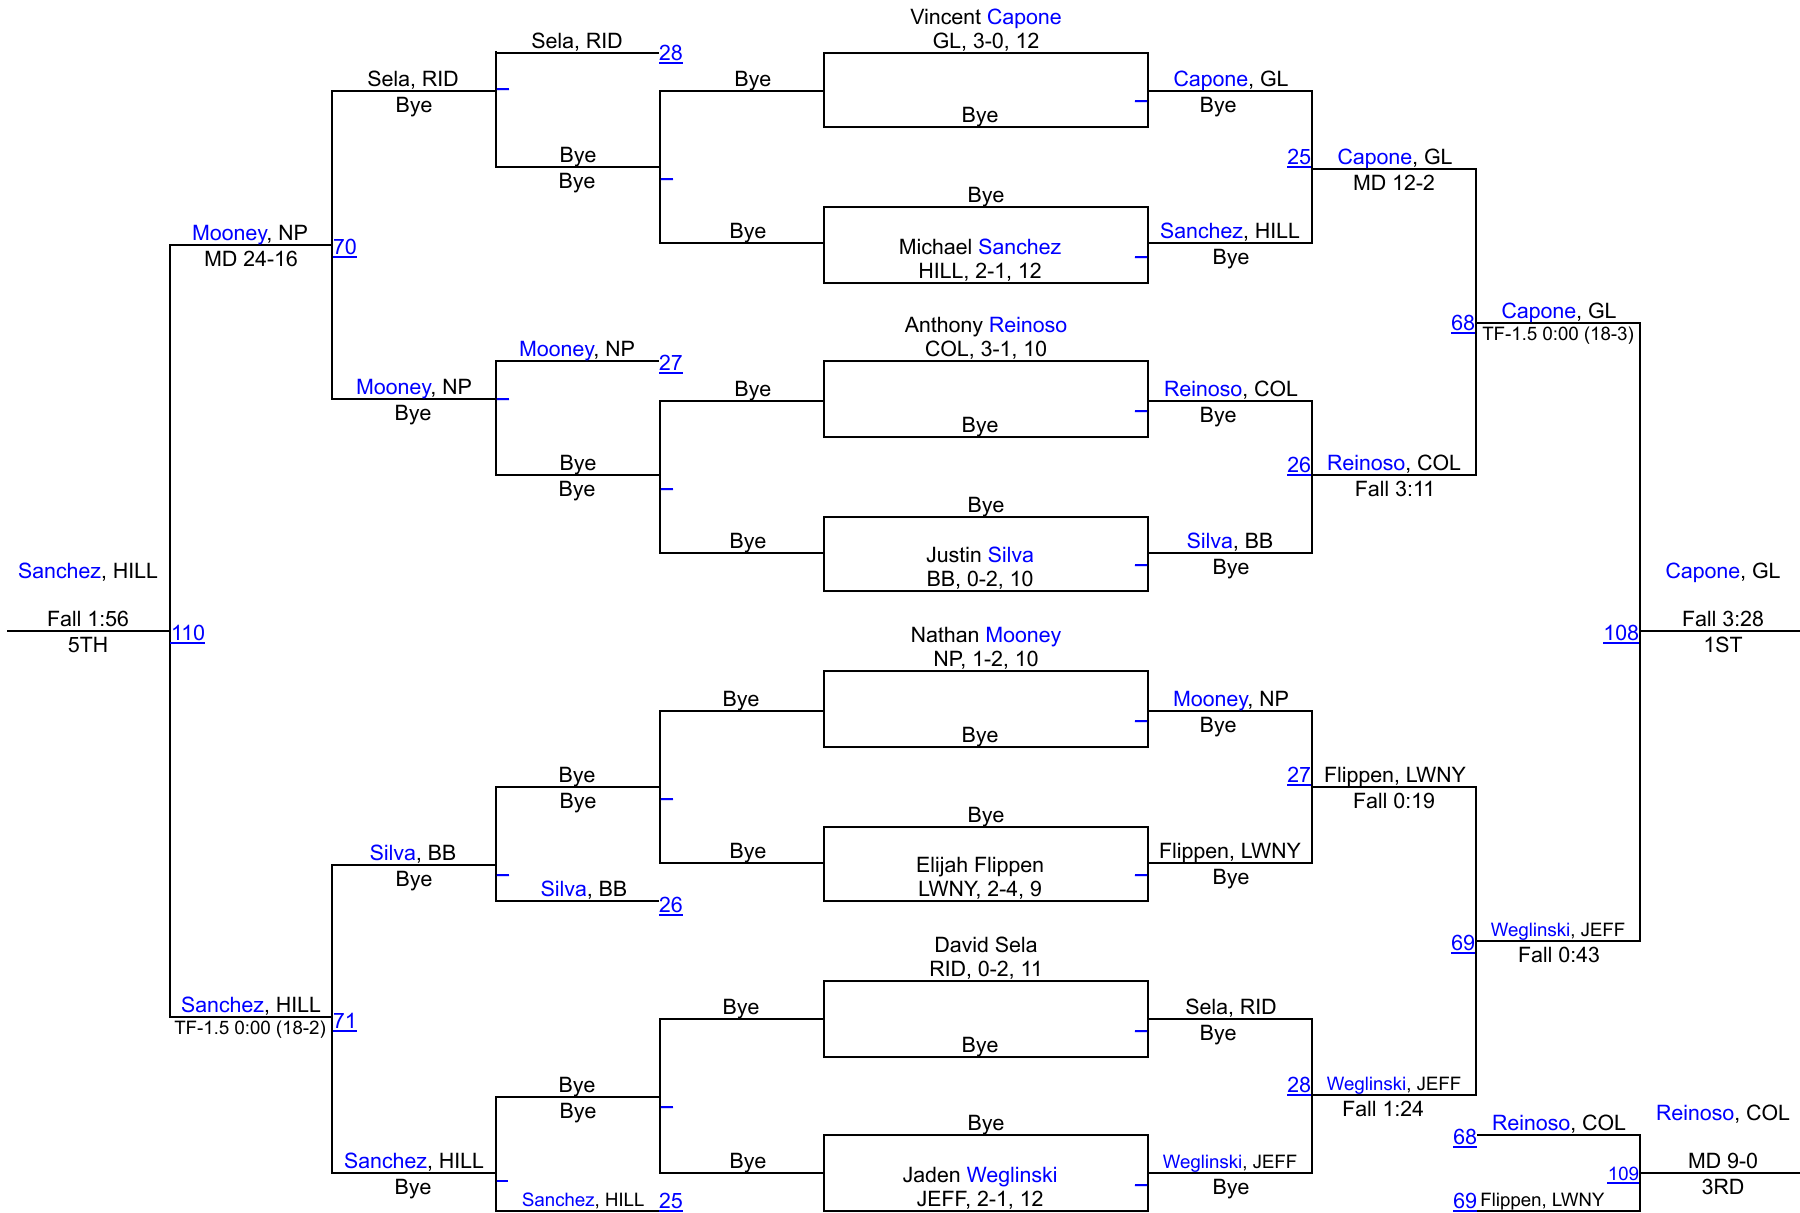 Vincent Capone
GL, 3-0, 12
Sela, RID
28
Sela, RID
Bye
Bye
Capone, GL
Bye
Bye
Bye
Bye
25
Capone, GL
MD 12-2
Bye
Bye
Michael Sanchez
HILL, 2-1, 12
Sanchez, HILL
Bye
Mooney, NP
MD 24-16
70
Anthony Reinoso
COL, 3-1, 10
68
Capone, GL
TF-1.5 0:00 (18-3)
Mooney, NP
27
Mooney, NP
Bye
Bye
Reinoso, COL
Bye
Bye
Bye
Bye
26
Reinoso, COL
Fall 3:11
Bye
Bye
Justin Silva
BB, 0-2, 10
Silva, BB
Bye
Sanchez, HILL
Fall 1:56
5TH
110
Capone, GL
Fall 3:28
1ST
108
Nathan Mooney
NP, 1-2, 10
Bye
Mooney, NP
Bye
Bye
Bye
Bye
27
Flippen, LWNY
Fall 0:19
Bye
Bye
Elijah Flippen
LWNY, 2-4, 9
Flippen, LWNY
Bye
Silva, BB
Bye
Silva, BB
26
69
Weglinski, JEFF
Fall 0:43
David Sela
RID, 0-2, 11
Sanchez, HILL
TF-1.5 0:00 (18-2)
71
Bye
Sela, RID
Bye
Bye
Bye
Bye
28
Weglinski, JEFF
Fall 1:24
Bye
Bye
Jaden Weglinski
JEFF, 2-1, 12
Weglinski, JEFF
Bye
Sanchez, HILL
Bye
Sanchez, HILL
25
Reinoso, COL
68
Reinoso, COL
MD 9-0
3RD
109
69
Flippen, LWNY